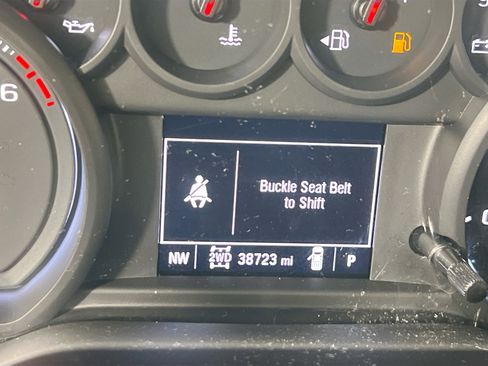 6
Buckle Seat Belt
to Shift
NW 2WD 38723 mi P